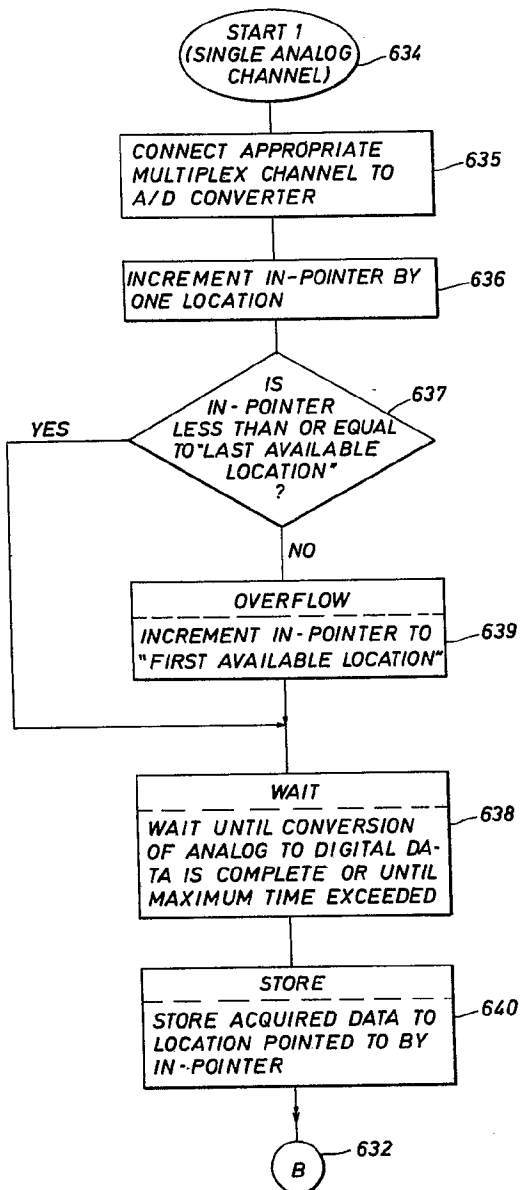 START 1
(SINGLE ANALOG
CHANNEL)
634
CONNECT APPROPRIATE
MULTIPLEX CHANNEL TO
A/D CONVERTER
635
INCREMENT IN-POINTER BY
ONE LOCATION
636
IS
IN-POINTER
LESS THAN OR EQUAL
TO "LAST AVAILABLE
LOCATION"
?
637
YES
NO
OVERFLOW
INCREMENT IN-POINTER TO
"FIRST AVAILABLE LOCATION"
639
WAIT
WAIT UNTIL CONVERSION
OF ANALOG TO DIGITAL DA-
TA IS COMPLETE OR UNTIL
MAXIMUM TIME EXCEEDED
638
STORE
STORE ACQUIRED DATA TO
LOCATION POINTED TO BY
IN-POINTER
640
B
632